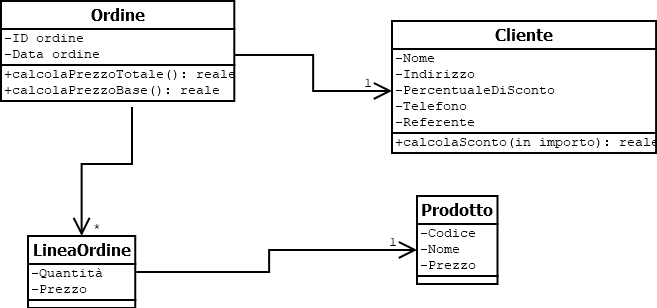 Ordine
-ID ordine
-Data ordine
+calcolaPrezzoTotale(): reale
+calcolaPrezzoBase(): reale
1
Cliente
-Nome
-Indirizzo
-PercentualeDiSconto
-Telefono
-Referente
+calcolaSconto(in importo): reale
*
LineaOrdine
-Quantità
-Prezzo
1
Prodotto
-Codice
-Nome
-Prezzo